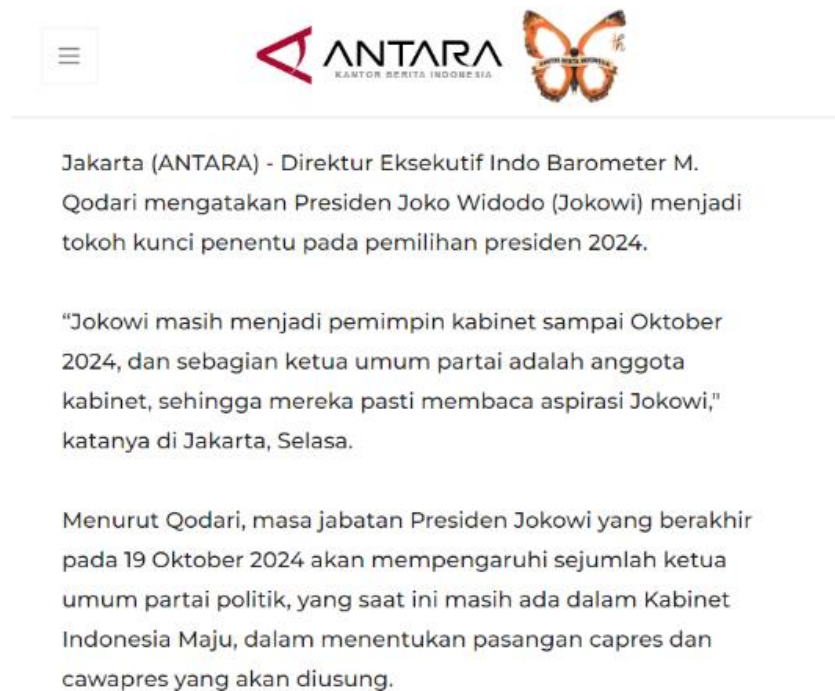 ANTARA
KANTOR BERITA INDONESIA
th
Jakarta (ANTARA) - Direktur Eksekutif Indo Barometer M.
Qodari mengatakan Presiden Joko Widodo (Jokowi) menjadi
tokoh kunci penentu pada pemilihan presiden 2024.
“Jokowi masih menjadi pemimpin kabinet sampai Oktober
2024, dan sebagian ketua umum partai adalah anggota
kabinet, sehingga mereka pasti membaca aspirasi Jokowi,"
katanya di Jakarta, Selasa.
Menurut Qodari, masa jabatan Presiden Jokowi yang berakhir
pada 19 Oktober 2024 akan mempengaruhi sejumlah ketua
umum partai politik, yang saat ini masih ada dalam Kabinet
Indonesia Maju, dalam menentukan pasangan capres dan
cawapres yang akan diusung.